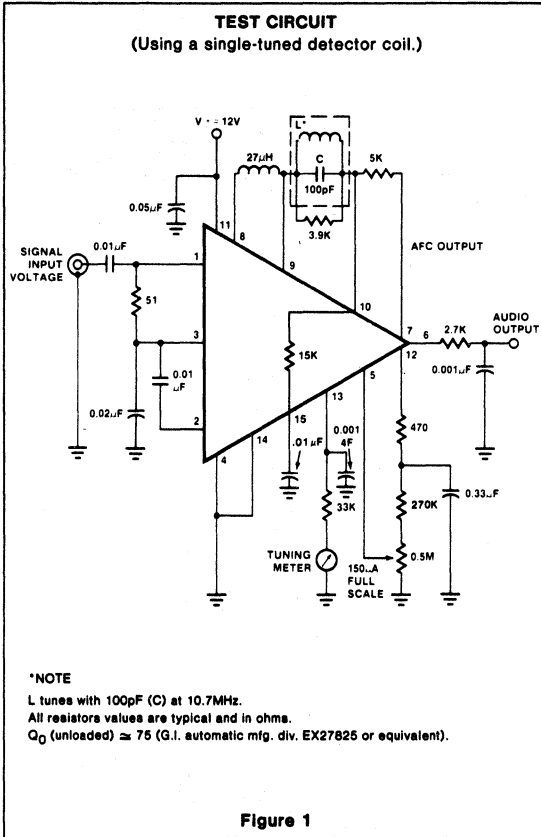 TEST CIRCUIT
(Using a single-tuned detector coil.)
V + = 12V
L*
27μH
C
100pF
5K
0.05μF
3.9K
11
8
SIGNAL
INPUT
VOLTAGE
0.01μF
1
9
AFC OUTPUT
10
51
AUDIO
OUTPUT
3
7
6
2.7K
15K
12
0.01
μF
5
0.001μF
0.02μF
2
13
15
470
14
.01μF
0.001
4F
4
33K
270K
0.33μF
TUNING
METER
150μA
FULL
SCALE
0.5M
*NOTE
L tunes with 100pF (C) at 10.7MHz.
All resistors values are typical and in ohms.
Q0 (unloaded) ≃ 75 (G.I. automatic mfg. div. EX27825 or equivalent).
Figure 1